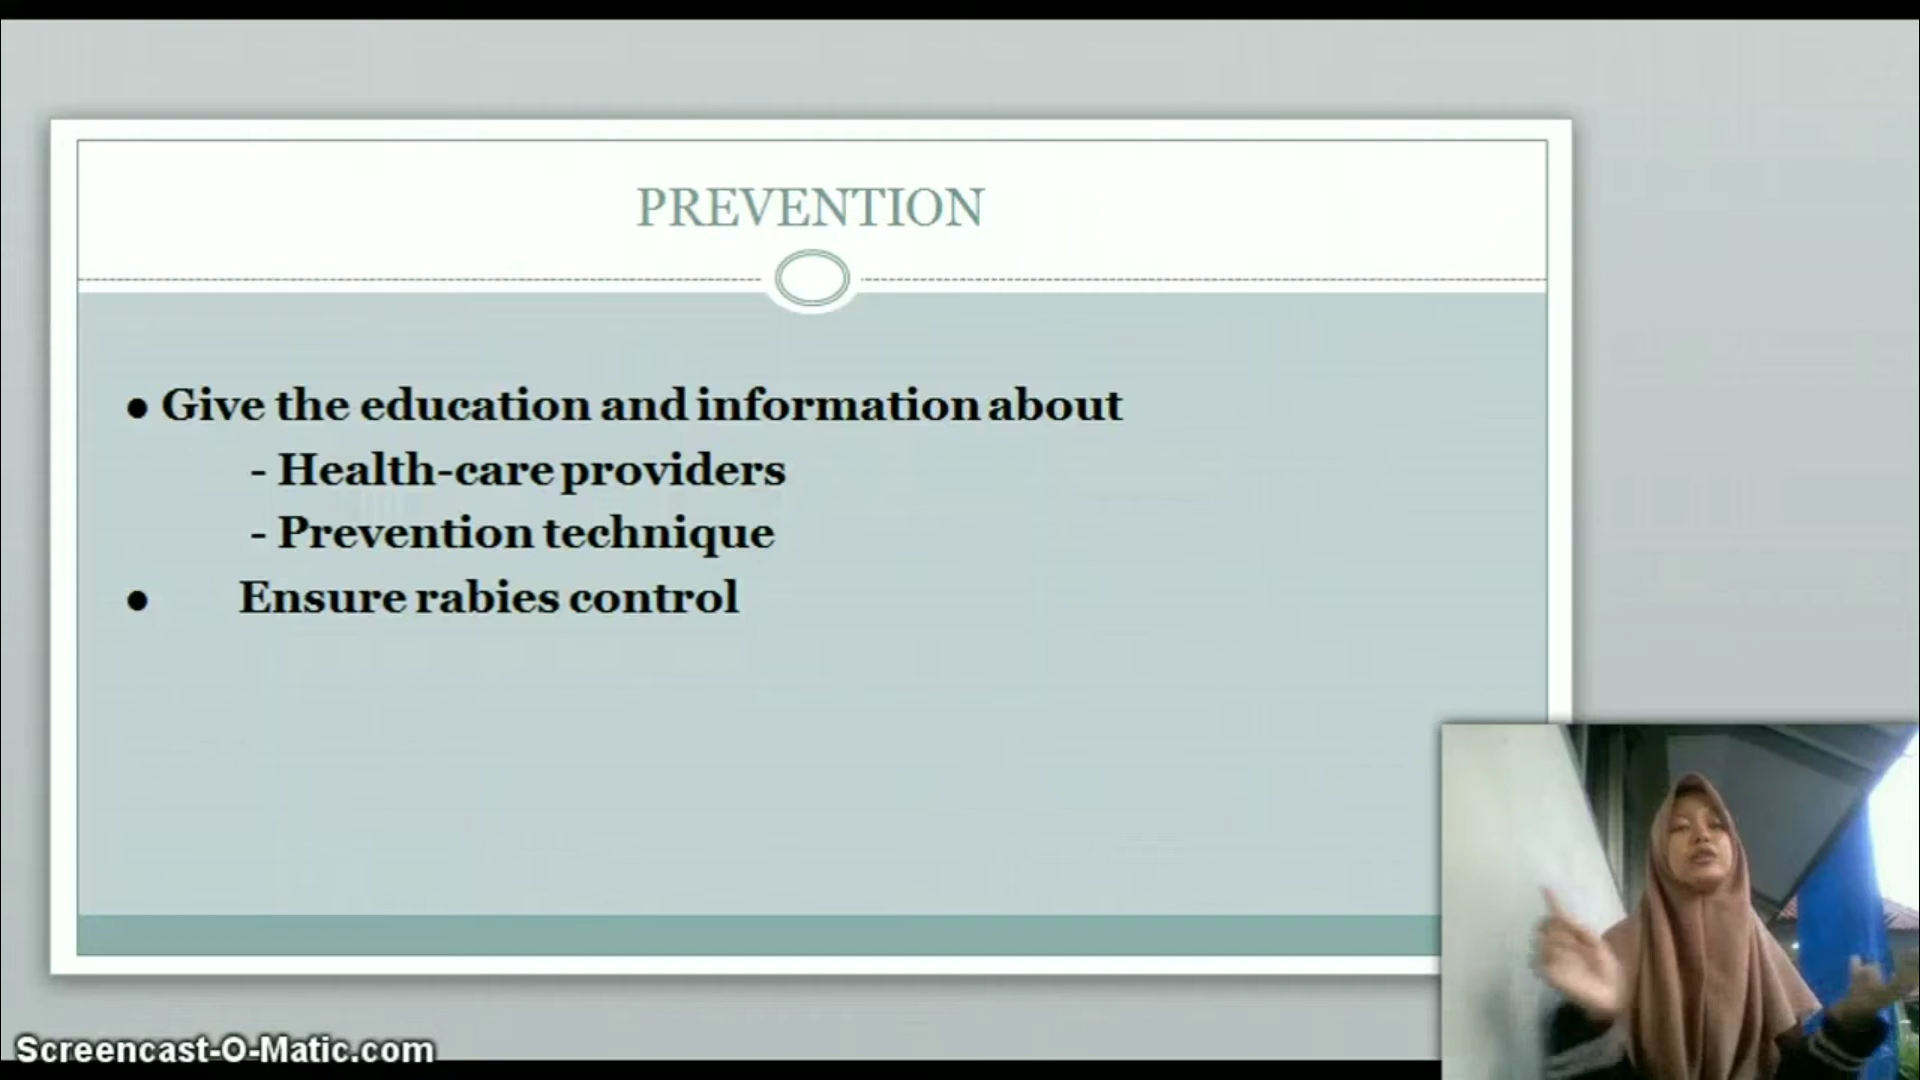 PREVENTION
● Give the education and information about
- Health-care providers
- Prevention technique
● Ensure rabies control
Screencast-O-Matic.com